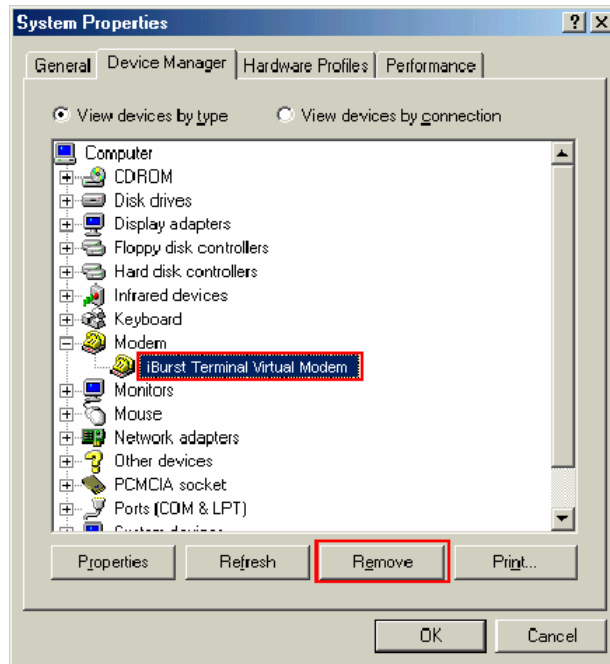 System Properties
General Device Manager Hardware Profiles Performance
View devices by type View devices by connection
Computer
CDROM
Disk drives
Display adapters
Floppy disk controllers
Hard disk controllers
Infrared devices
Keyboard
Modem
iBurst Terminal Virtual Modem
Monitors
Mouse
Network adapters
Other devices
PCMCIA socket
Ports (COM & LPT)
System devices
Properties Refresh Remove Print...
OK Cancel